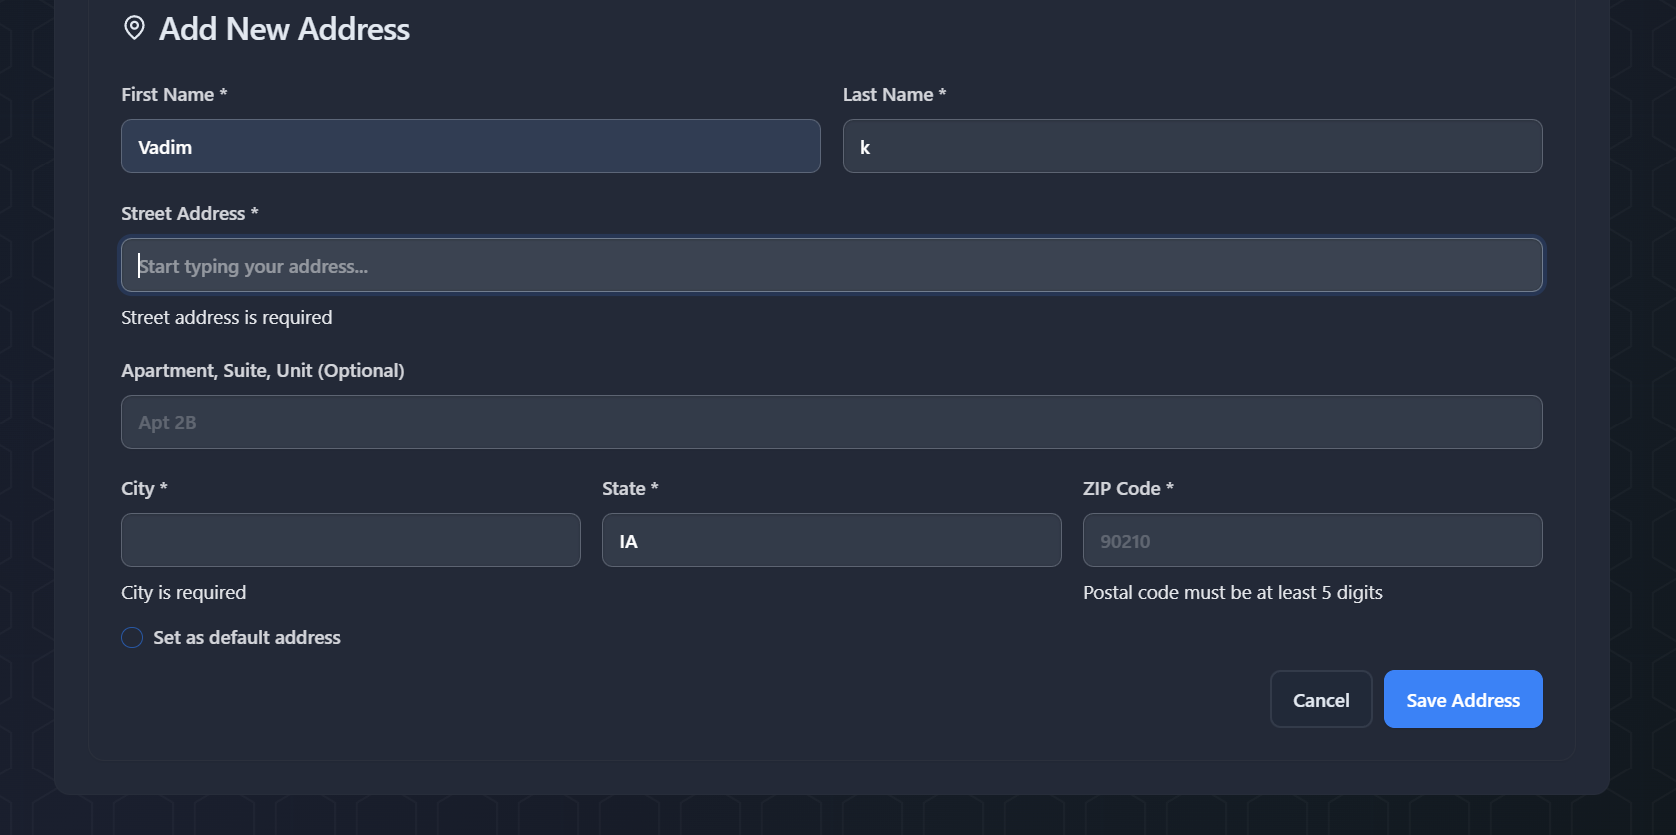 Add New Address
First Name *
Last Name *
Vadim
k
Street Address *
Start typing your address...
Street address is required
Apartment, Suite, Unit (Optional)
Apt 2B
City *
State *
ZIP Code *
IA
90210
City is required
Postal code must be at least 5 digits
Set as default address
Cancel
Save Address